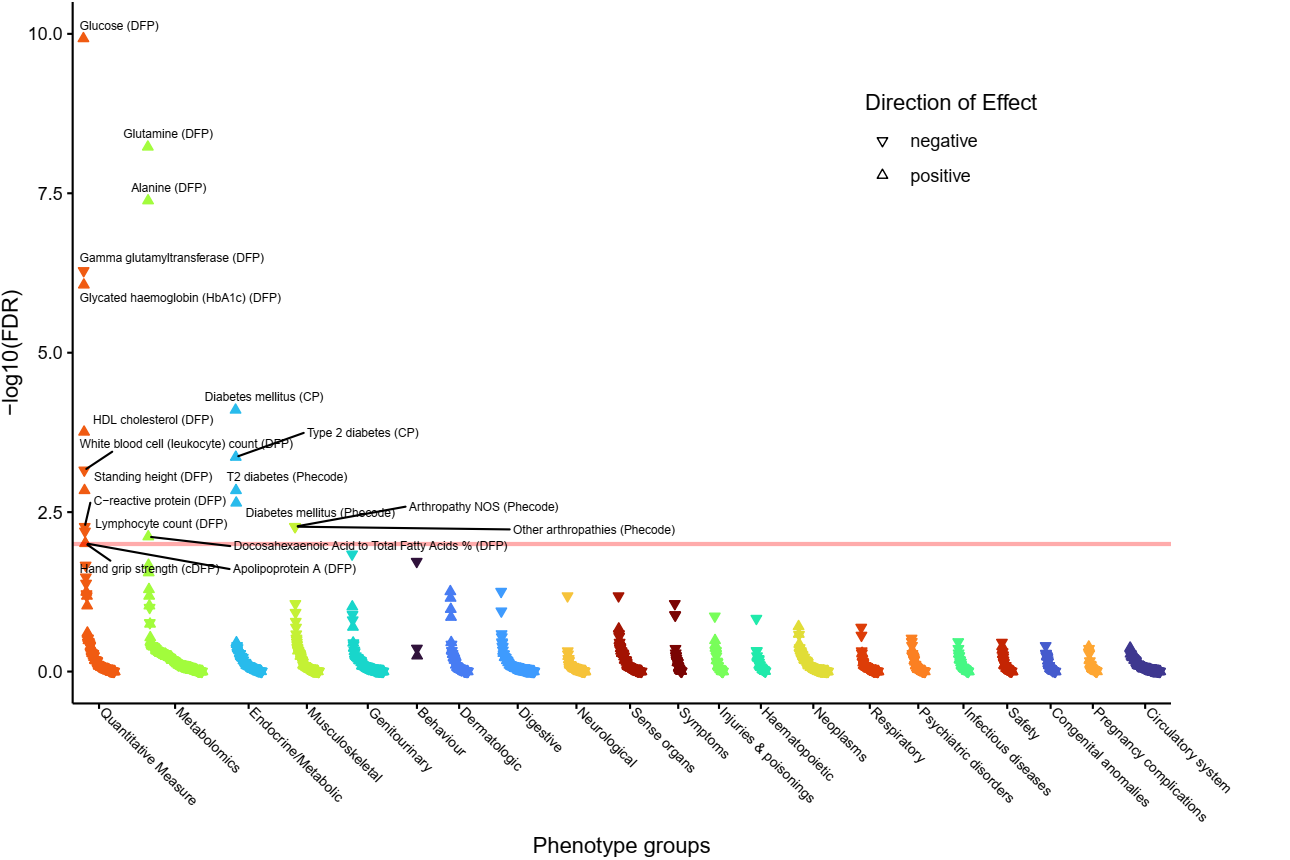 10.0
7.5
5.0
2.5
0.0
−log10(FDR)
Glucose (DFP)
Glutamine (DFP)
Alanine (DFP)
Gamma glutamyltransferase (DFP)
Glycated haemoglobin (HbA1c) (DFP)
Diabetes mellitus (CP)
HDL cholesterol (DFP)
Type 2 diabetes (CP)
White blood cell (leukocyte) count (DFP)
Standing height (DFP)
T2 diabetes (Phecode)
C−reactive protein (DFP)
Diabetes mellitus (Phecode)
Arthropathy NOS (Phecode)
Lymphocyte count (DFP)
Other arthropathies (Phecode)
Docosahexaenoic Acid to Total Fatty Acids % (DFP)
Hand grip strength (cDFP)
Apolipoprotein A (DFP)
Direction of Effect
negative
positive
Quantitative Measure
Metabolomics
Endocrine/Metabolic
Musculoskeletal
Genitourinary
Behaviour
Dermatologic
Digestive
Neurological
Sense organs
Symptoms
Injuries & poisonings
Haematopoietic
Neoplasms
Respiratory
Psychiatric disorders
Infectious diseases
Safety
Congenital anomalies
Pregnancy complications
Circulatory system
Phenotype groups